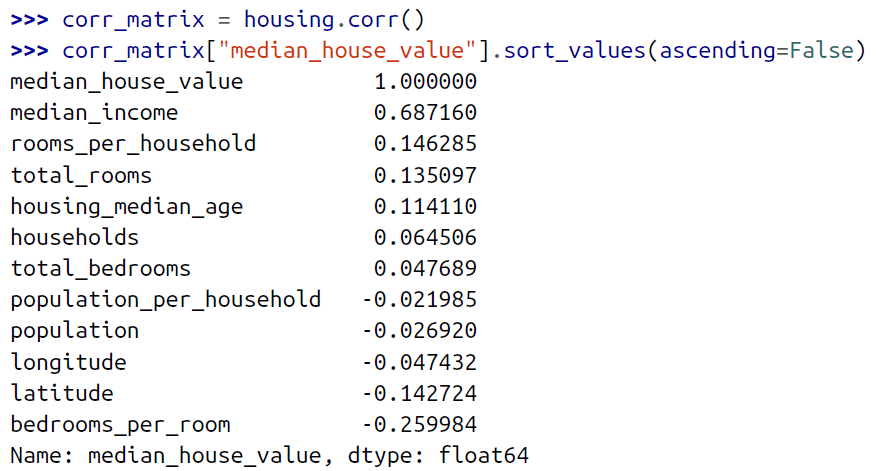 >>> corr_matrix = housing.corr()
>>> corr_matrix["median_house_value"].sort_values(ascending=False)
median_house_value 1.000000
median_income 0.687160
rooms_per_household 0.146285
total_rooms 0.135097
housing_median_age 0.114110
households 0.064506
total_bedrooms 0.047689
population_per_household -0.021985
population -0.026920
longitude -0.047432
latitude -0.142724
bedrooms_per_room -0.259984
Name: median_house_value, dtype: float64